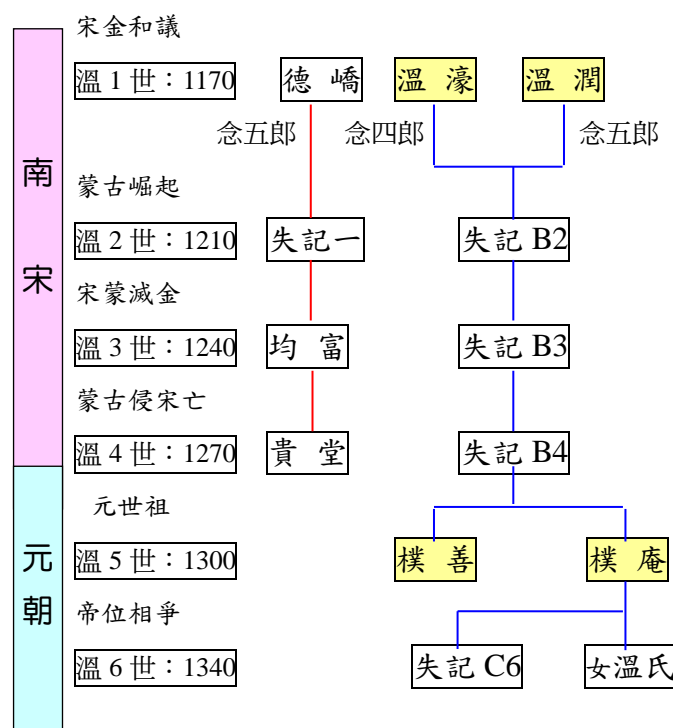 宋金和議
溫 1 世：1170
德 嶠
溫 濠
溫 潤
念五郎
念四郎
念五郎
南宋
蒙古崛起
溫 2 世：1210
失記一
失記 B2
宋蒙滅金
溫 3 世：1240
均 富
失記 B3
蒙古侵宋亡
溫 4 世：1270
貴 堂
失記 B4
元朝
元世祖
溫 5 世：1300
樸 善
樸 庵
帝位相爭
溫 6 世：1340
失記 C6
女溫氏